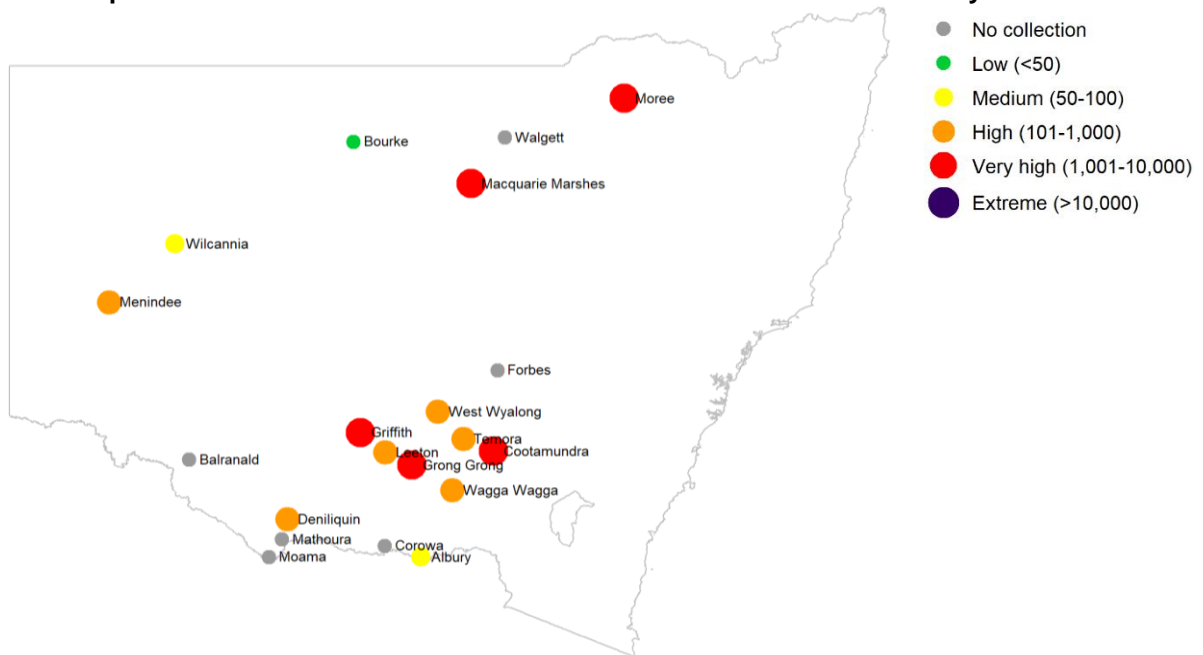 No collection
Low (<50)
Medium (50-100)
High (101-1,000)
Very high (1,001-10,000)
Extreme (>10,000)
Moree
Walgett
Bourke
Macquarie Marshes
Wilcannia
Menindee
Forbes
West Wyalong
Griffith
Temora
Leeton
Cootamundra
Grong Grong
Balranald
Wagga Wagga
Deniliquin
Mathoura
Corowa
Moama
Albury